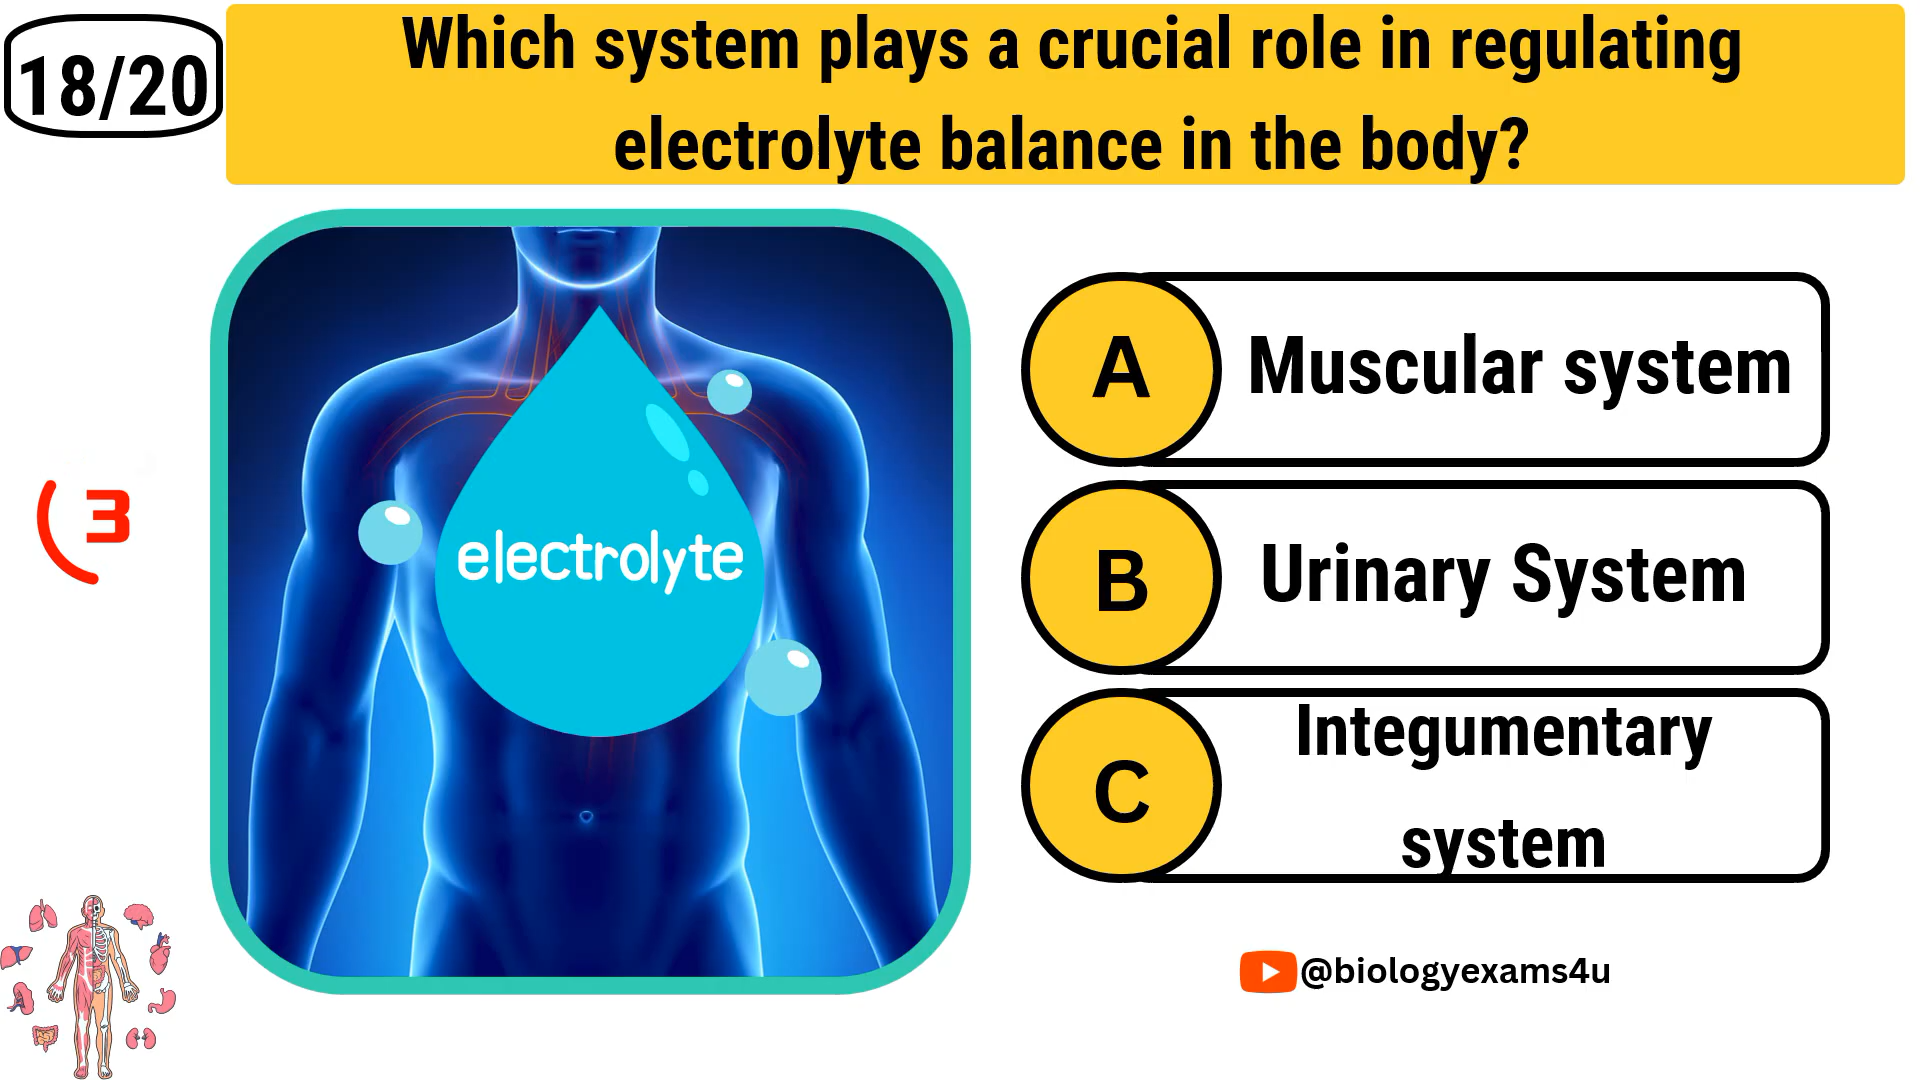 18/20
Which system plays a crucial role in regulating
electrolyte balance in the body?
3
electrolyte
A
Muscular system
B
Urinary System
C
Integumentary
system
@biologyexams4u